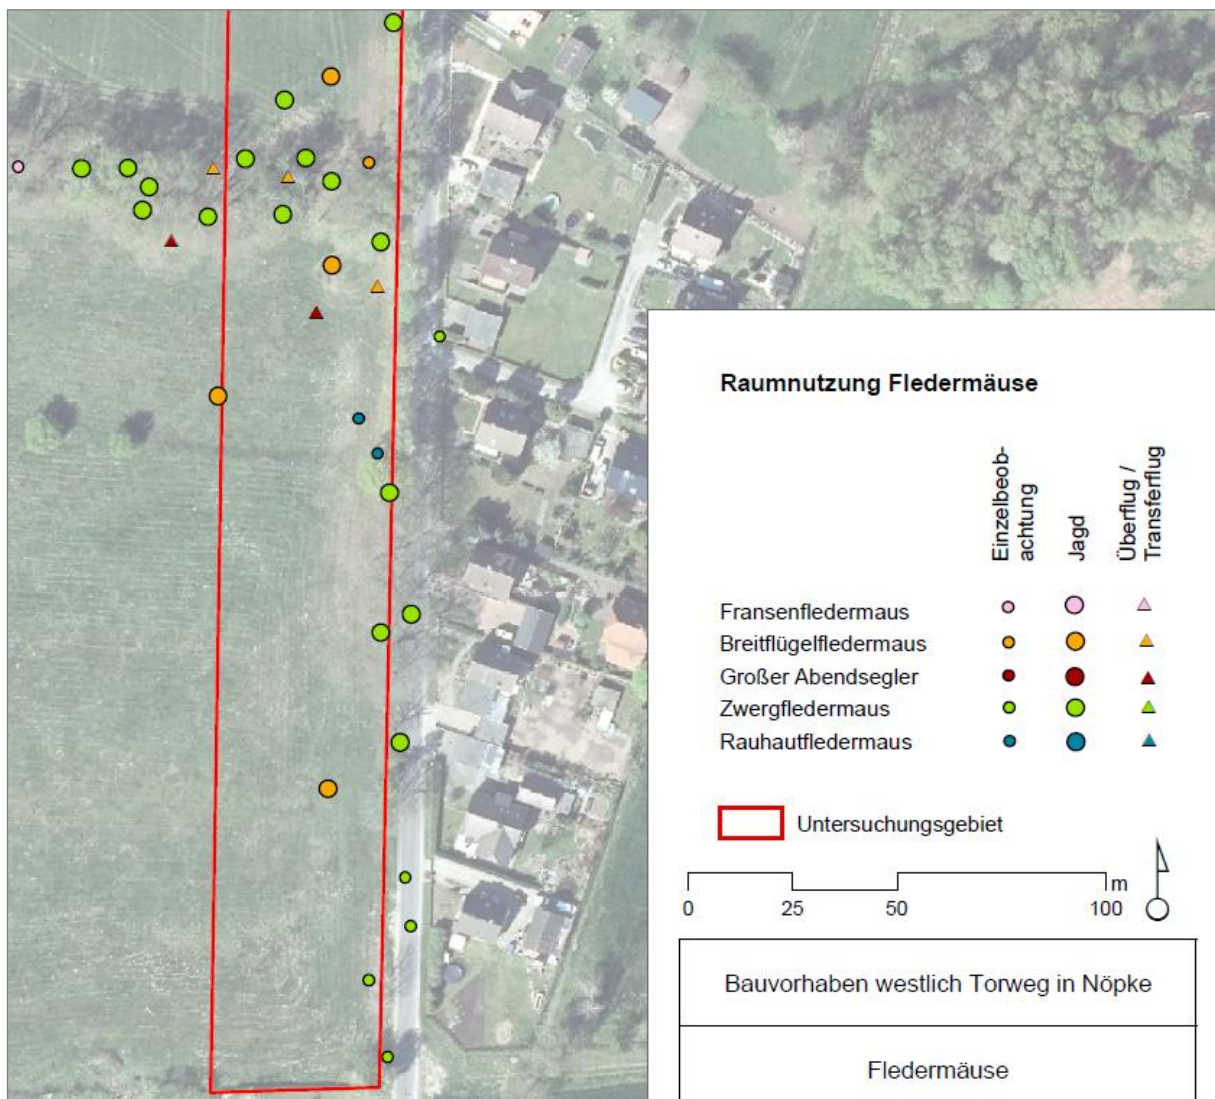 Raumnutzung Fledermäuse
Einzelbeob-
achtung
Jagd
Überflug /
Transferflug
Fransenfledermaus
Breitflügelfledermaus
Großer Abendsegler
Zwergfledermaus
Rauhautfledermaus
Untersuchungsgebiet
m
0 25 50 100
Bauvorhaben westlich Torweg in Nöpke
Fledermäuse